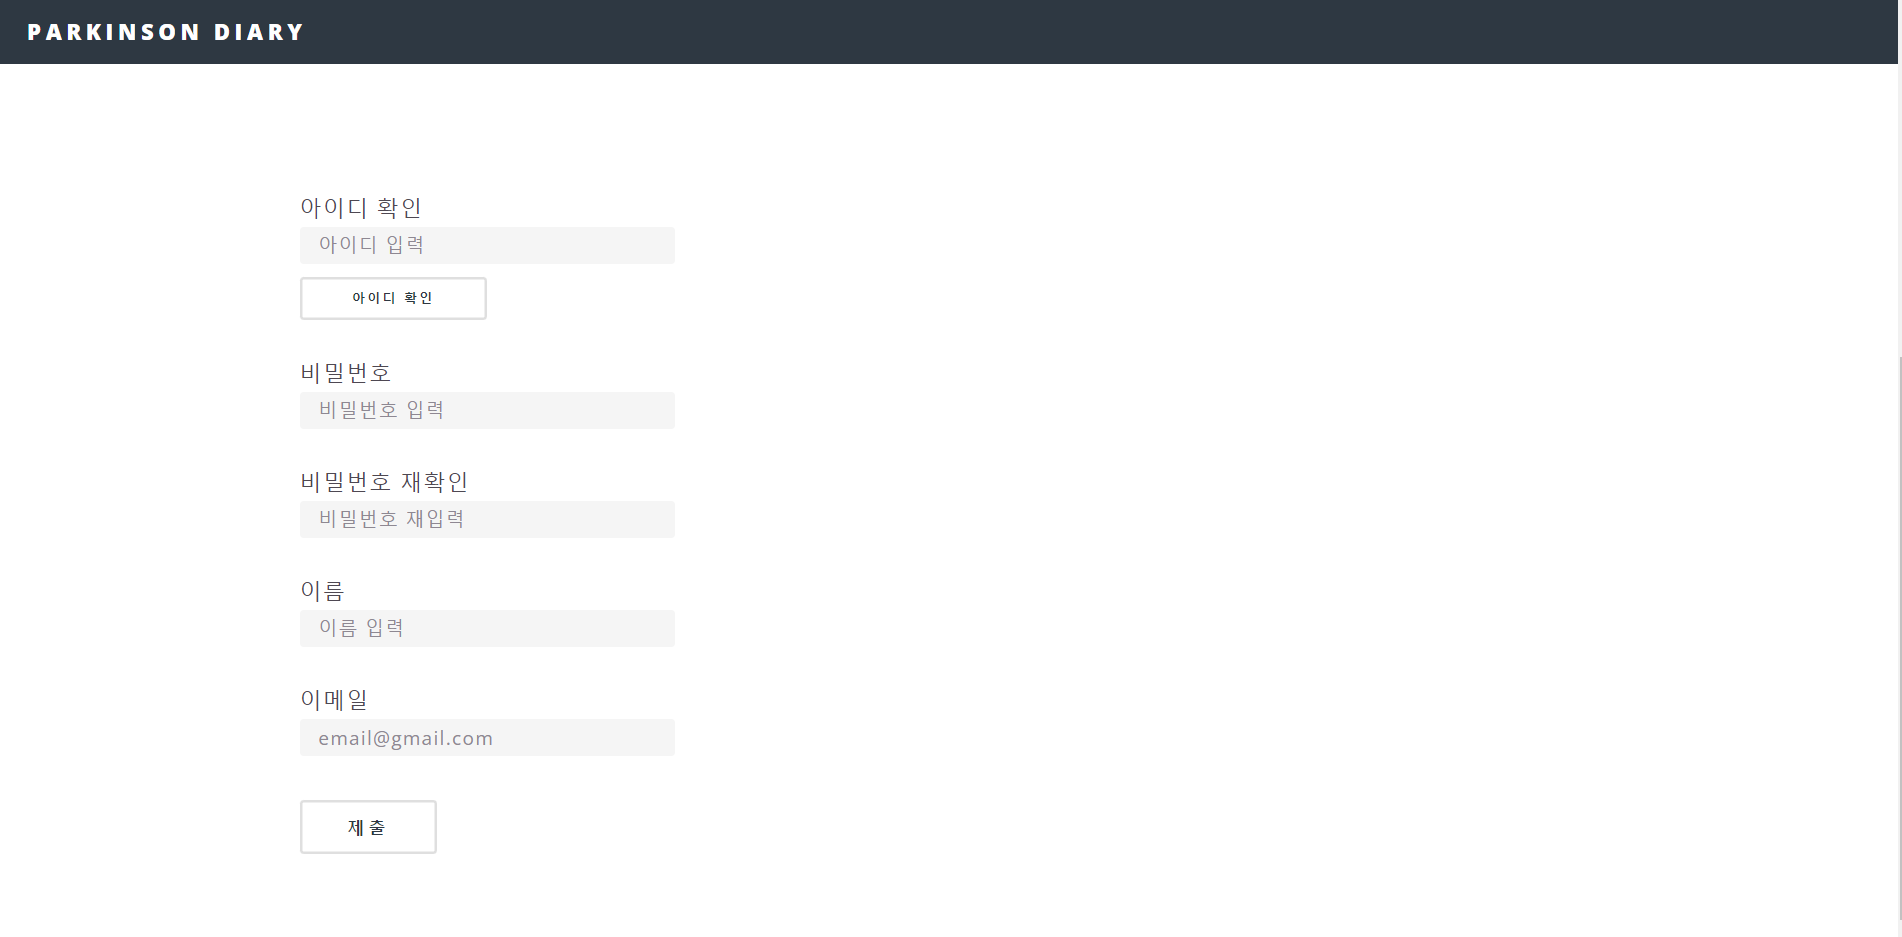 PARKINSON DIARY
아이디 확인
아이디 입력
아이디 확인
비밀번호
비밀번호 입력
비밀번호 재확인
비밀번호 재입력
이름
이름 입력
이메일
email@gmail.com
제출